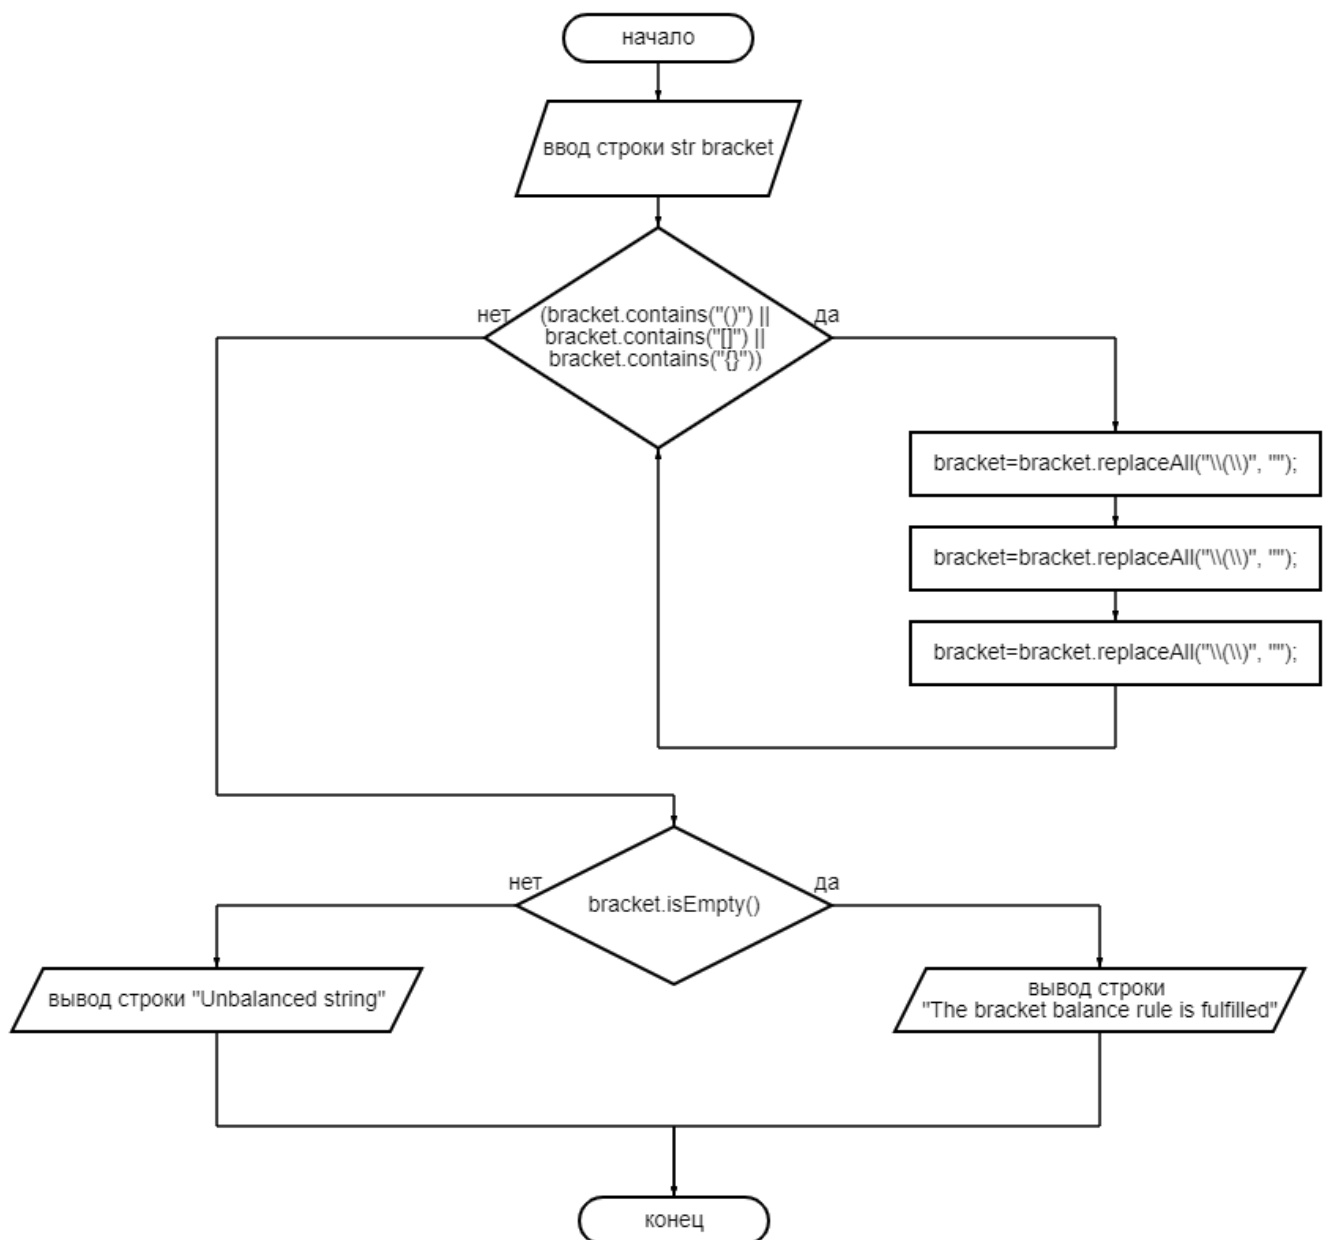 начало
ввод строки str bracket
нет
(bracket.contains("()") ||
bracket.contains("[]") ||
bracket.contains("{}"))
да
bracket=bracket.replaceAll("\\(\\)", "");
bracket=bracket.replaceAll("\\(\\)", "");
bracket=bracket.replaceAll("\\(\\)", "");
нет
bracket.isEmpty()
да
вывод строки "Unbalanced string"
вывод строки
"The bracket balance rule is fulfilled"
конец